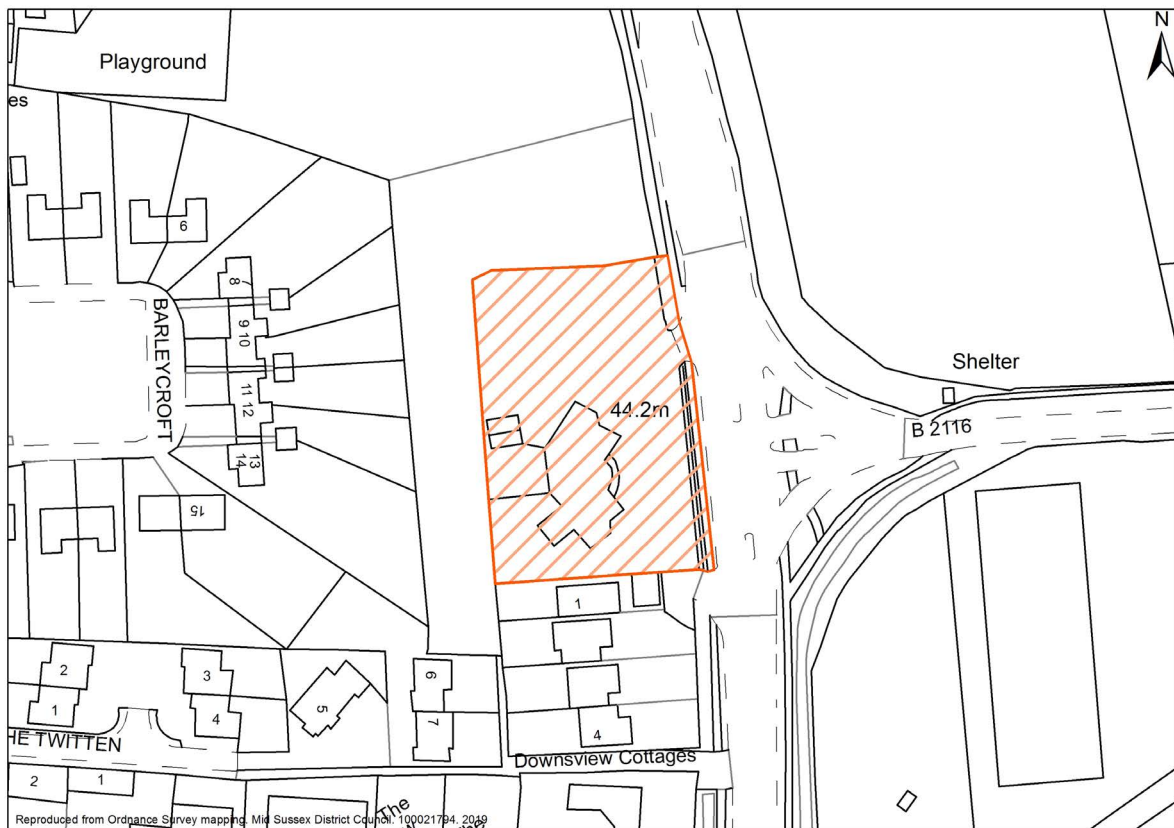 N
Playground
es
6
7
8
9 10
11 12
13
14
15
BARLEYCROFT
44.2m
Shelter
B 2116
1
4
Downsview Cottages
2
1
3
4
5
6
7
HE TWITTEN
2
1
The
Reproduced from Ordnance Survey mapping. Mid Sussex District Council. 100021794. 2019